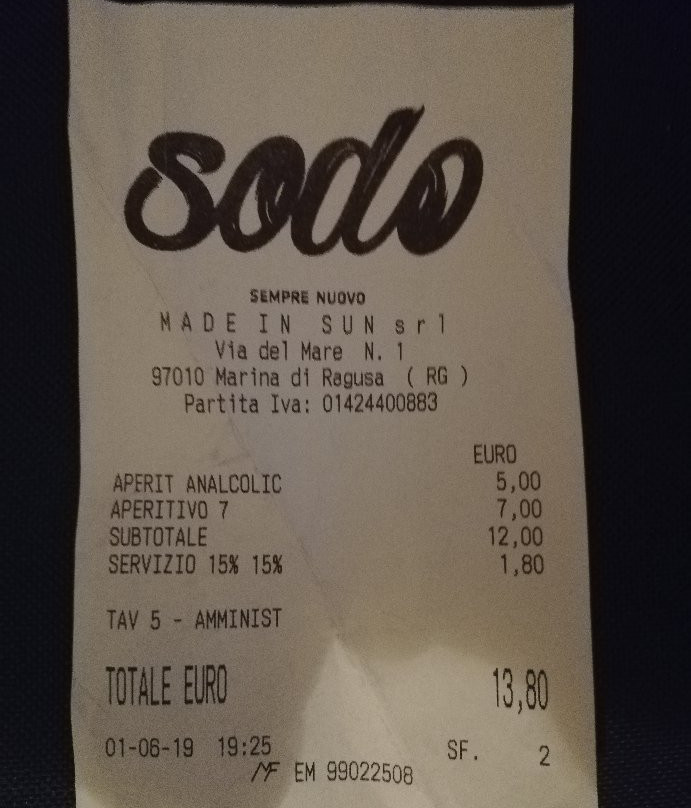 sodo
SEMPRE NUOVO
MADE IN SUN srl
Via del Mare N. 1
97010 Marina di Ragusa ( RG )
Partita Iva: 01424400883
EURO
APERIT ANALCOLIC 5,00
APERITIVO 7 7,00
SUBTOTALE 12,00
SERVIZIO 15% 15% 1,80
TAV 5 - AMMINIST
TOTALE EURO 13,80
01-06-19 19:25 SF. 2
MF EM 99022508